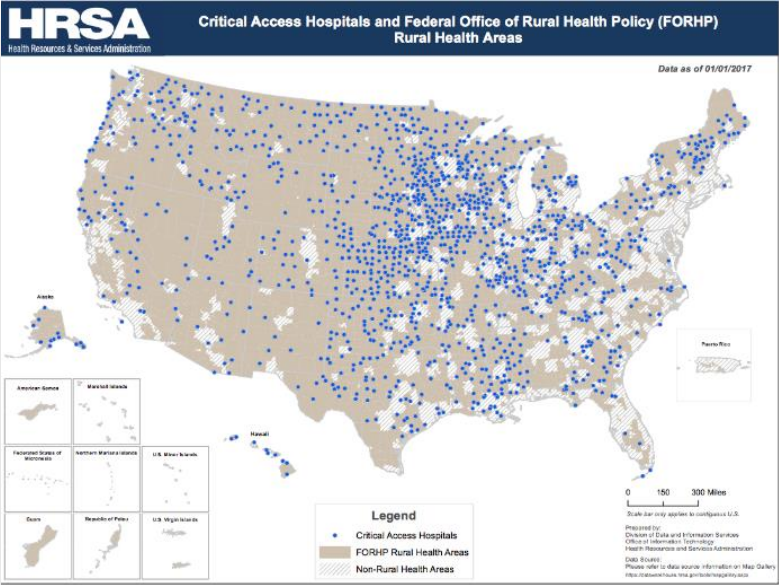 HRSA
Health Resources & Services Administration
Critical Access Hospitals and Federal Office of Rural Health Policy (FORHP)
Rural Health Areas
Data as of 01/01/2017
Alaska
Puerto Rico
American Samoa
Marshall Islands
Hawaii
Federated States of
Micronesia
Northern Mariana Islands
U.S. Minor Islands
Guam
Republic of Palau
U.S. Virgin Islands
0 150 300 Miles
Scale bar only applies to contiguous U.S.
Legend
Critical Access Hospitals
FORHP Rural Health Areas
Non-Rural Health Areas
Prepared by:
Division of Data and Information Services
Office of Information Technology
Health Resources and Services Administration
Data Source:
Please refer to data source information on Map Gallery